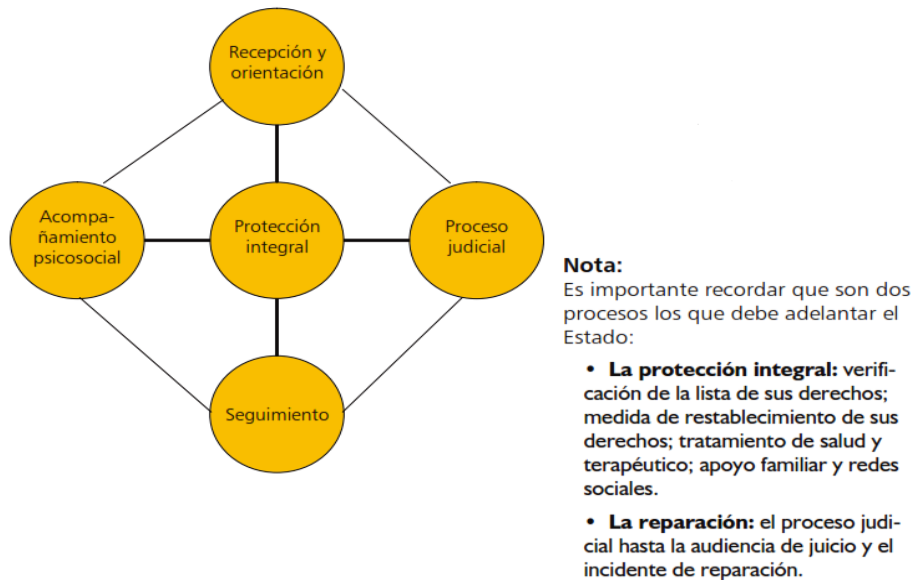 Recepción y
orientación
Acompa-
ñamiento
psicosocial
Protección
integral
Proceso
judicial
Seguimiento
Nota:
Es importante recordar que son dos
procesos los que debe adelantar el
Estado:
• La protección integral: verifi-
cación de la lista de sus derechos;
medida de restablecimiento de sus
derechos; tratamiento de salud y
terapéutico; apoyo familiar y redes
sociales.
• La reparación: el proceso judi-
cial hasta la audiencia de juicio y el
incidente de reparación.